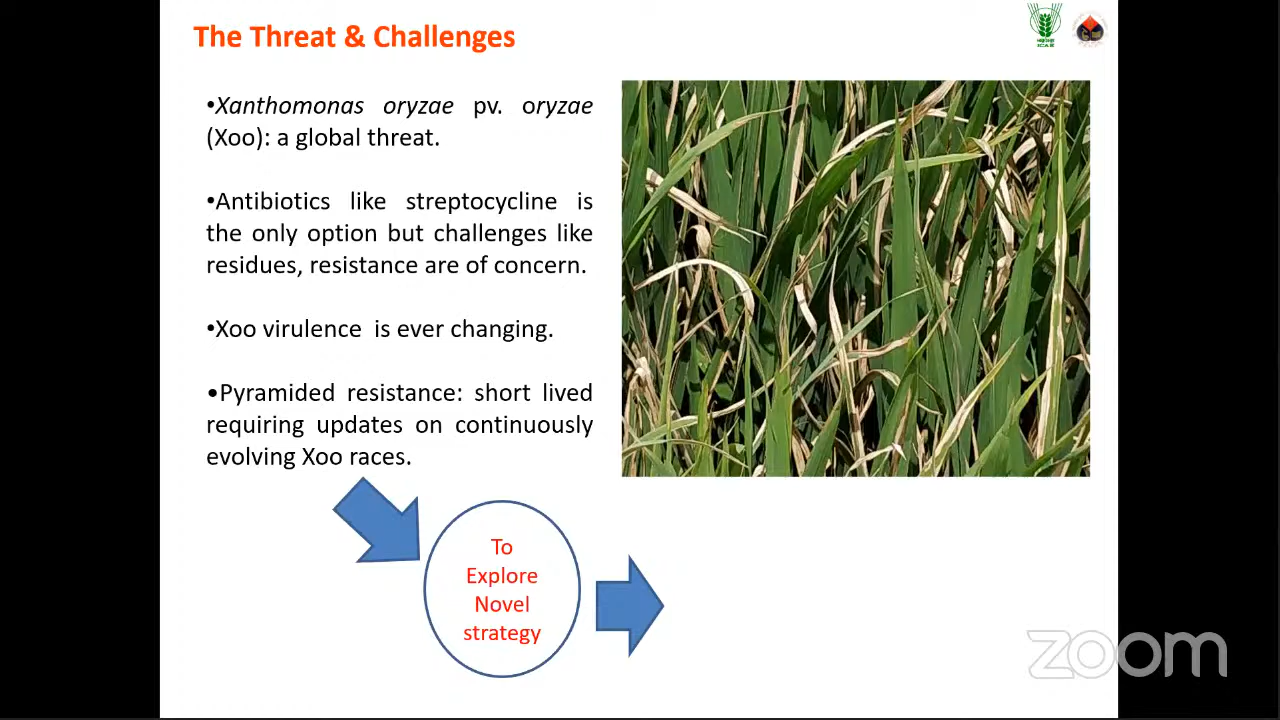 The Threat & Challenges
•Xanthomonas oryzae pv. oryzae
(Xoo): a global threat.
•Antibiotics like streptocycline is
the only option but challenges like
residues, resistance are of concern.
•Xoo virulence is ever changing.
•Pyramided resistance: short lived
requiring updates on continuously
evolving Xoo races.
To
Explore
Novel
strategy
zoom